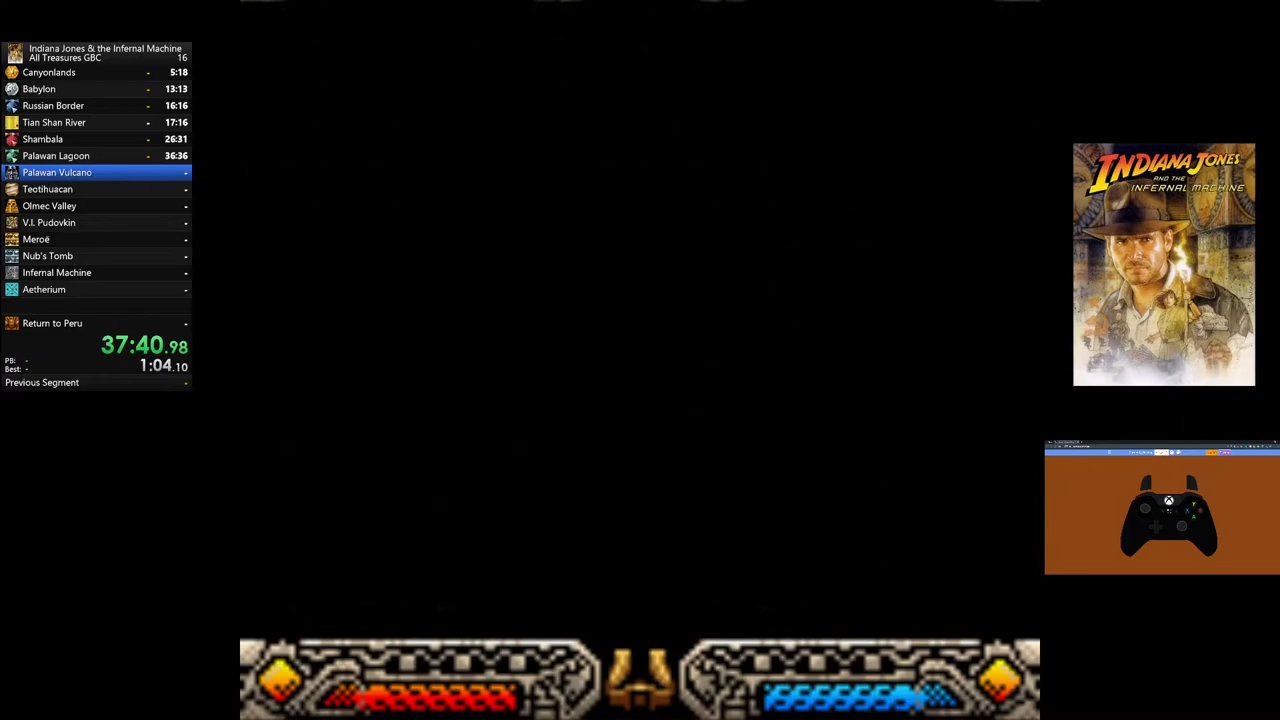 Indiana Jones & the Infernal Machine
All Treasures GBC 16
Canyonlands - 5:18
Babylon - 13:13
Russian Border - 16:16
Tian Shan River - 17:16
Shambala - 26:31
Palawan Lagoon - 36:36
Palawan Vulcano -
Teotihuacan -
Olmec Valley -
V.I. Pudovkin -
Meroë -
Nub's Tomb -
Infernal Machine -
Aetherium -
Return to Peru -
37:40.98
PB: -
Best: - 1:04.10
Previous Segment -
INDIANA JONES
AND THE
INFERNAL MACHINE
Y
X B
A